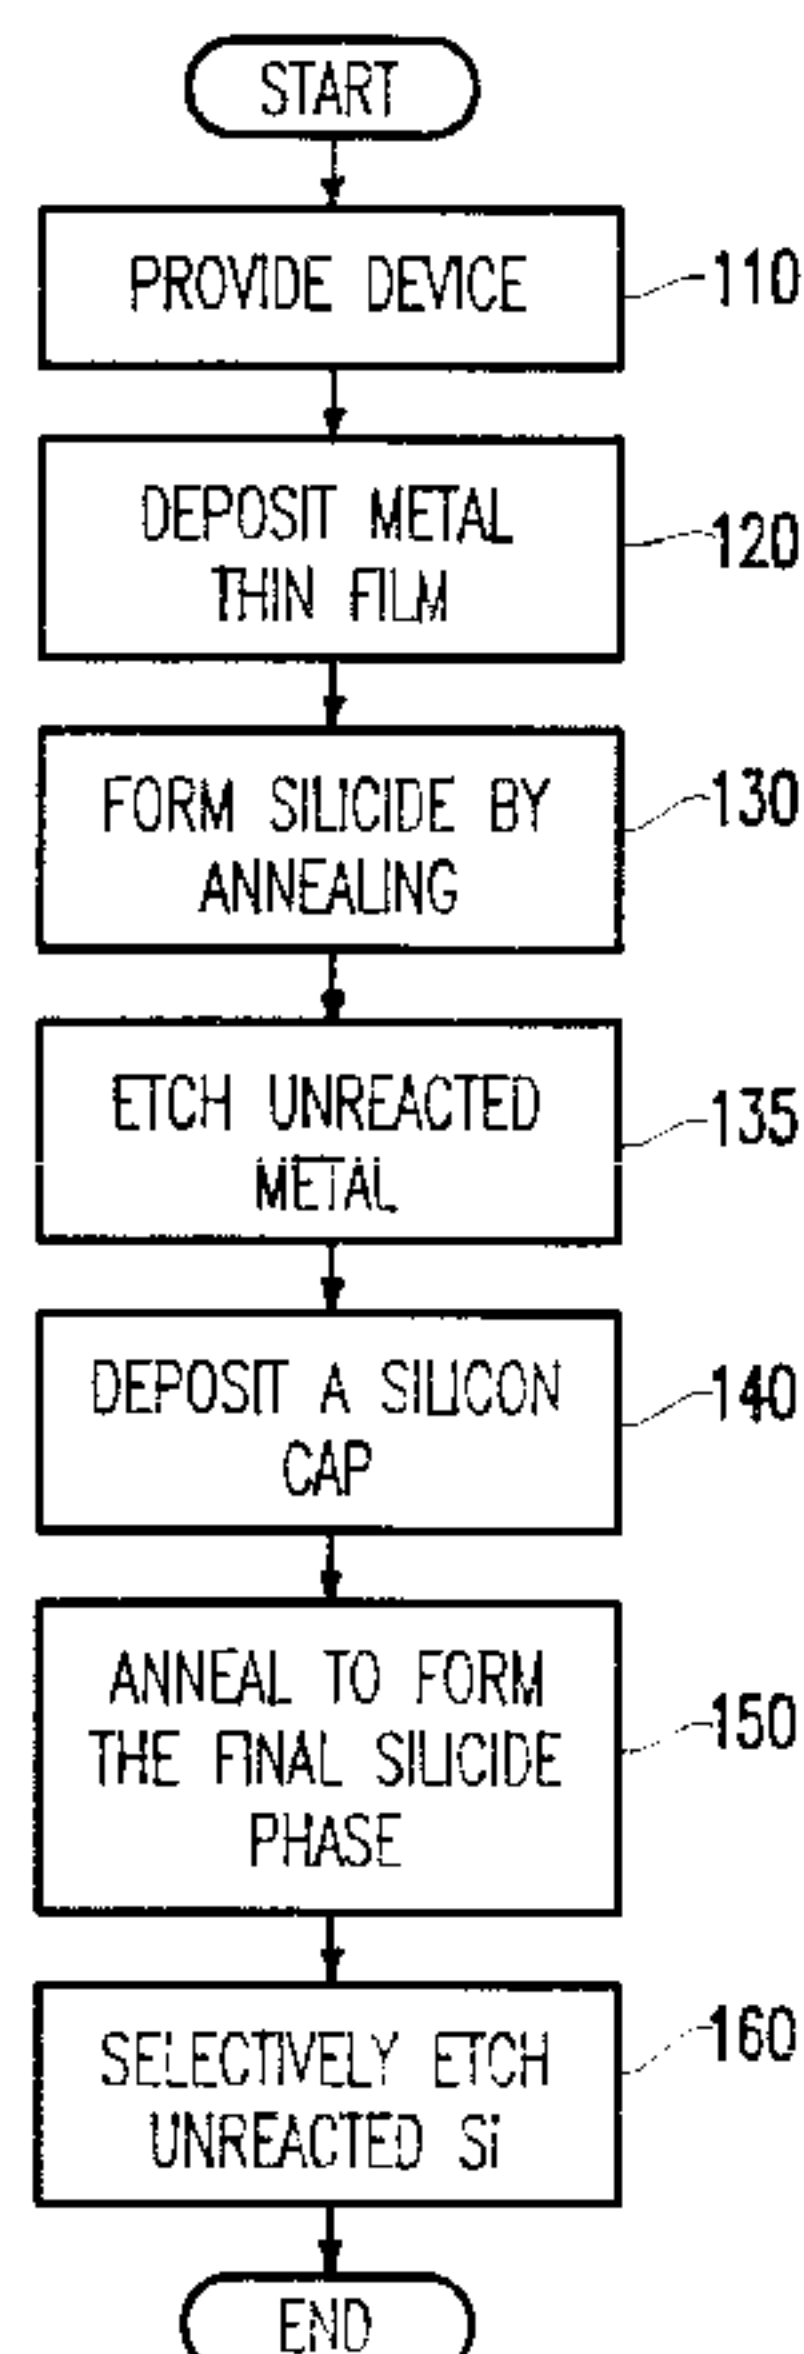 START
PROVIDE DEVICE
110
DEPOSIT METAL
THIN FILM
120
FORM SILICIDE BY
ANNEALING
130
ETCH UNREACTED
METAL
135
DEPOSIT A SILICON
CAP
140
ANNEAL TO FORM
THE FINAL SILICIDE
PHASE
150
SELECTIVELY ETCH
UNREACTED Si
160
END